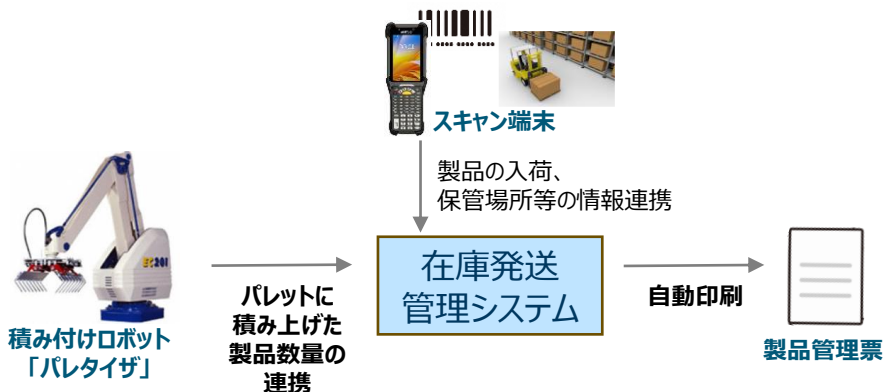 スキャン端末
製品の入荷、
保管場所等の情報連携
在庫発送
管理システム
パレットに
積み上げた
製品数量の
連携
自動印刷
積み付けロボット
「パレタイザ」
製品管理票